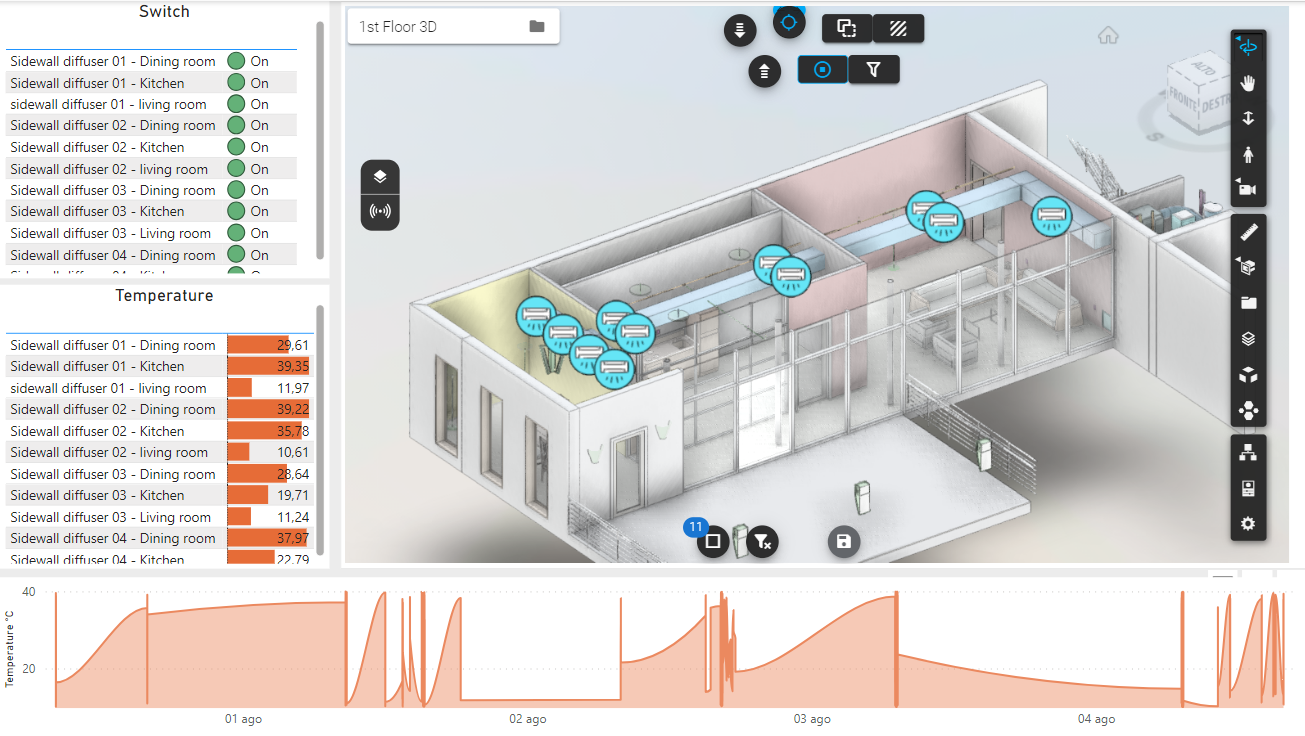 Switch
Sidewall diffuser 01 - Dining room On
Sidewall diffuser 01 - Kitchen On
sidewall diffuser 01 - living room On
Sidewall diffuser 02 - Dining room On
Sidewall diffuser 02 - Kitchen On
Sidewall diffuser 02 - living room On
Sidewall diffuser 03 - Dining room On
Sidewall diffuser 03 - Kitchen On
Sidewall diffuser 03 - Living room On
Sidewall diffuser 04 - Dining room On
Temperature
Sidewall diffuser 01 - Dining room 29,61
Sidewall diffuser 01 - Kitchen 39,35
sidewall diffuser 01 - living room 11,97
Sidewall diffuser 02 - Dining room 39,22
Sidewall diffuser 02 - Kitchen 35,78
Sidewall diffuser 02 - living room 10,61
Sidewall diffuser 03 - Dining room 28,64
Sidewall diffuser 03 - Kitchen 19,71
Sidewall diffuser 03 - Living room 11,24
Sidewall diffuser 04 - Dining room 37,97
Sidewall diffuser 04 - Kitchen 22,79
1st Floor 3D
AUTO
FRONTE
DESTR
S
11
Temperature °C
40
20
01 ago
02 ago
03 ago
04 ago